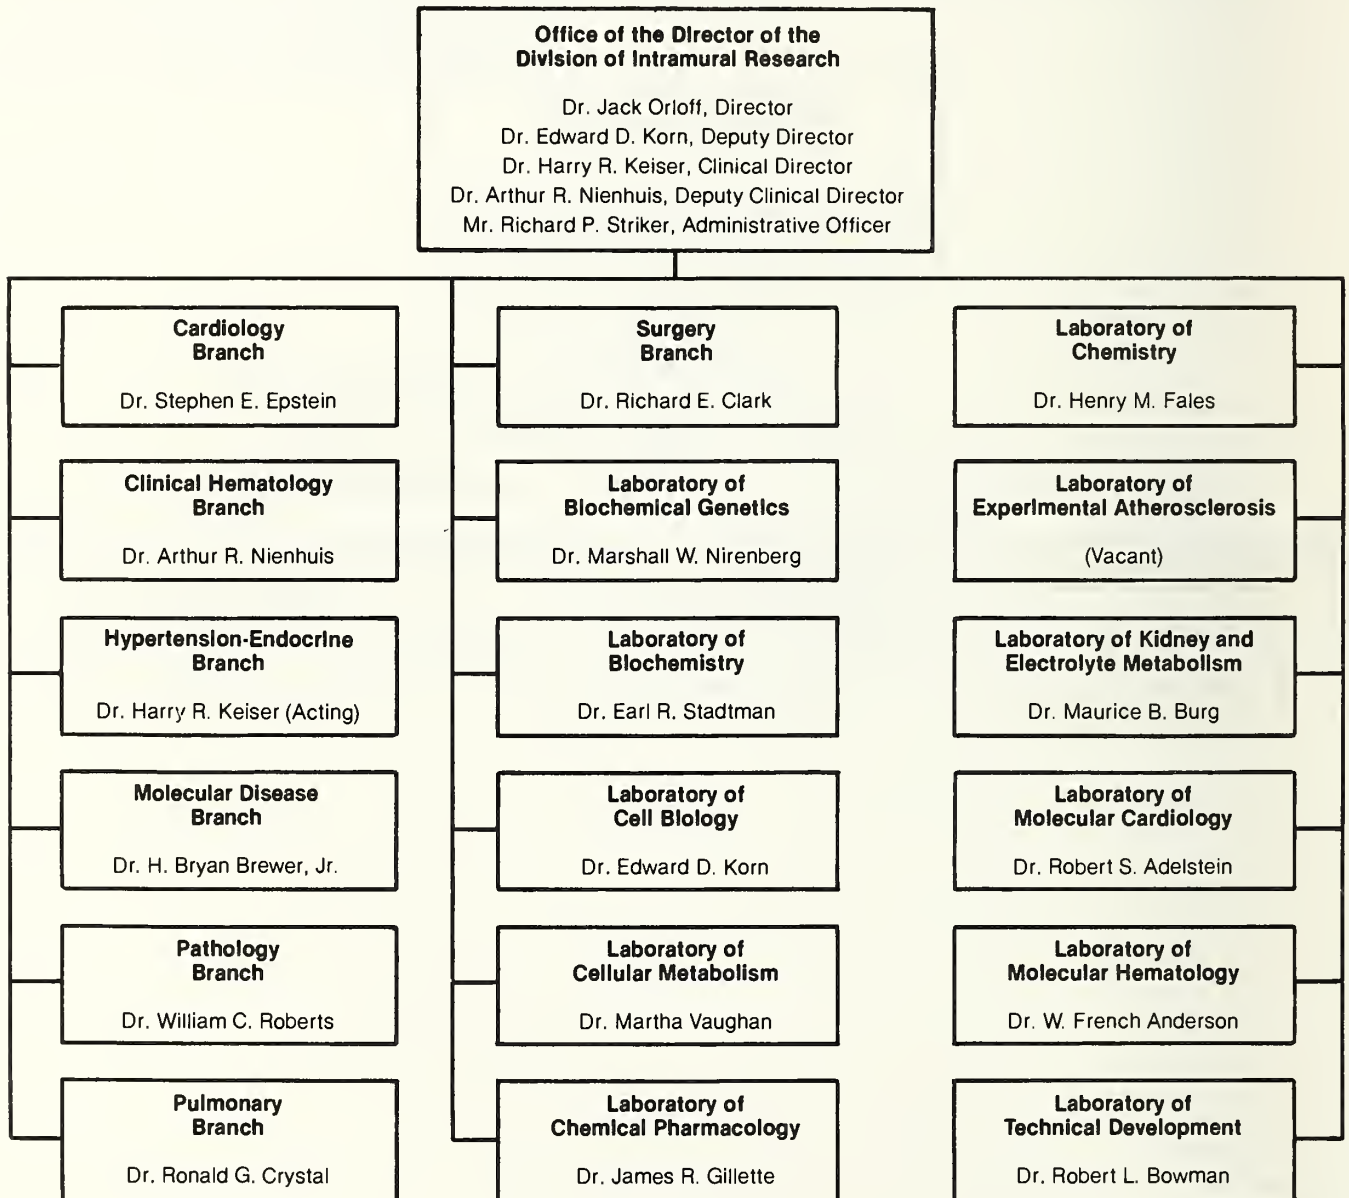 Office of the Director of the
Division of Intramural Research
Dr. Jack Orloff, Director
Dr. Edward D. Korn, Deputy Director
Dr. Harry R. Keiser, Clinical Director
Dr. Arthur R. Nienhuis, Deputy Clinical Director
Mr. Richard P. Striker, Administrative Officer
Cardiology
Branch
Dr. Stephen E. Epstein
Clinical Hematology
Branch
Dr. Arthur R. Nienhuis
Hypertension-Endocrine
Branch
Dr. Harry R. Keiser (Acting)
Molecular Disease
Branch
Dr. H. Bryan Brewer, Jr.
Pathology
Branch
Dr. William C. Roberts
Pulmonary
Branch
Dr. Ronald G. Crystal
Surgery
Branch
Dr. Richard E. Clark
Laboratory of
Biochemical Genetics
Dr. Marshall W. Nirenberg
Laboratory of
Biochemistry
Dr. Earl R. Stadtman
Laboratory of
Cell Biology
Dr. Edward D. Korn
Laboratory of
Cellular Metabolism
Dr. Martha Vaughan
Laboratory of
Chemical Pharmacology
Dr. James R. Gillette
Laboratory of
Chemistry
Dr. Henry M. Fales
Laboratory of
Experimental Atherosclerosis
(Vacant)
Laboratory of Kidney and
Electrolyte Metabolism
Dr. Maurice B. Burg
Laboratory of
Molecular Cardiology
Dr. Robert S. Adelstein
Laboratory of
Molecular Hematology
Dr. W. French Anderson
Laboratory of
Technical Development
Dr. Robert L. Bowman